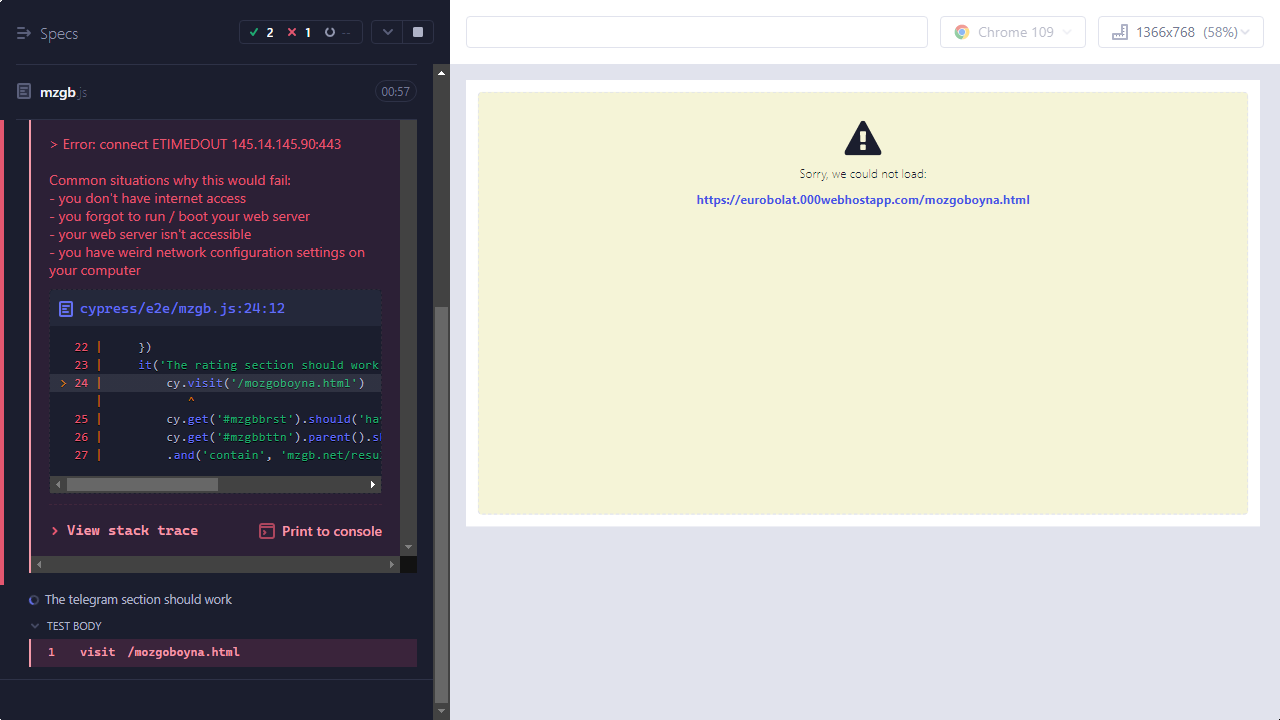 Specs
2
1
--
Chrome 109
1366x768 (58%)
mzgb.js
00:57
> Error: connect ETIMEDOUT 145.14.145.90:443
Common situations why this would fail:
- you don't have internet access
- you forgot to run / boot your web server
- your web server isn't accessible
- you have weird network configuration settings on
your computer
cypress/e2e/mzgb.js:24:12
22 | })
23 | it('The rating section should work
> 24 | cy.visit('/mozgoboyna.html')
| ^
25 | cy.get('#mzgbbrst').should('ha
26 | cy.get('#mzgbbttn').parent().s
27 | .and('contain', 'mzgb.net/resu
> View stack trace
Print to console
The telegram section should work
TEST BODY
1 visit /mozgoboyna.html
Sorry, we could not load:
https://eurobolat.000webhostapp.com/mozgoboyna.html